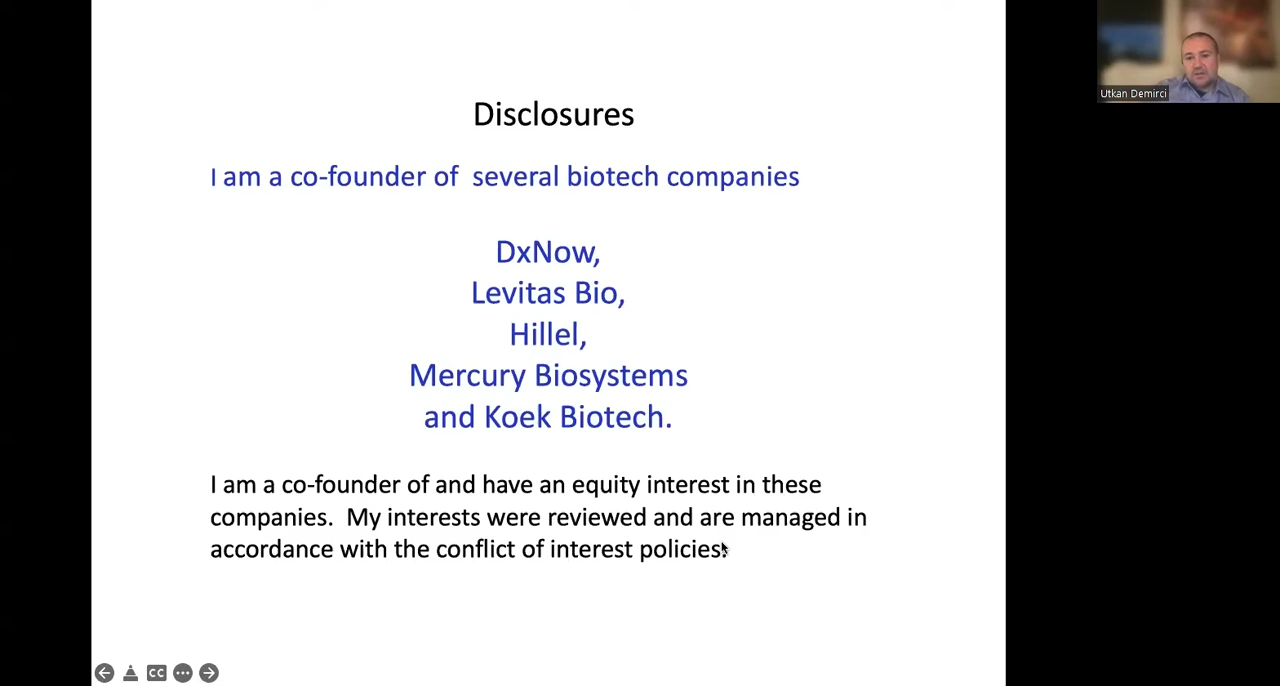 Utkan Demirci
Disclosures
I am a co-founder of several biotech companies
DxNow,
Levitas Bio,
Hillel,
Mercury Biosystems
and Koek Biotech.
I am a co-founder of and have an equity interest in these
companies. My interests were reviewed and are managed in
accordance with the conflict of interest policies.
CC